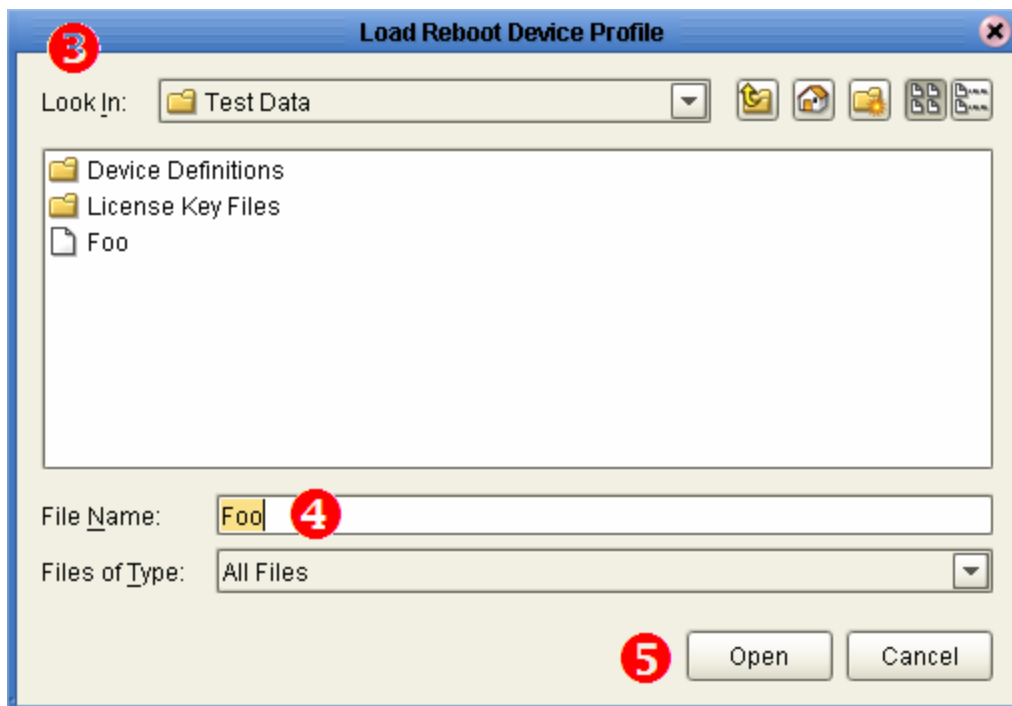 Load Reboot Device Profile
3
Look In: Test Data
Device Definitions
License Key Files
Foo
File Name: Foo 4
Files of Type: All Files
5 Open Cancel